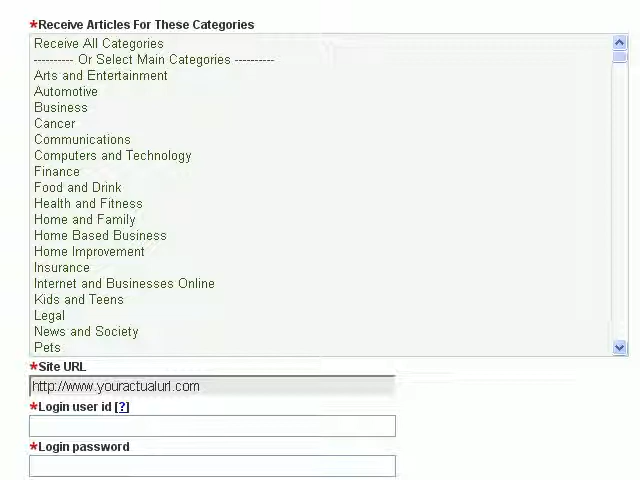 *Receive Articles For These Categories
Receive All Categories
---------- Or Select Main Categories ----------
Arts and Entertainment
Automotive
Business
Cancer
Communications
Computers and Technology
Finance
Food and Drink
Health and Fitness
Home and Family
Home Based Business
Home Improvement
Insurance
Internet and Businesses Online
Kids and Teens
Legal
News and Society
Pets
*Site URL
http://www.youractualurl.com
*Login user id [?]
*Login password